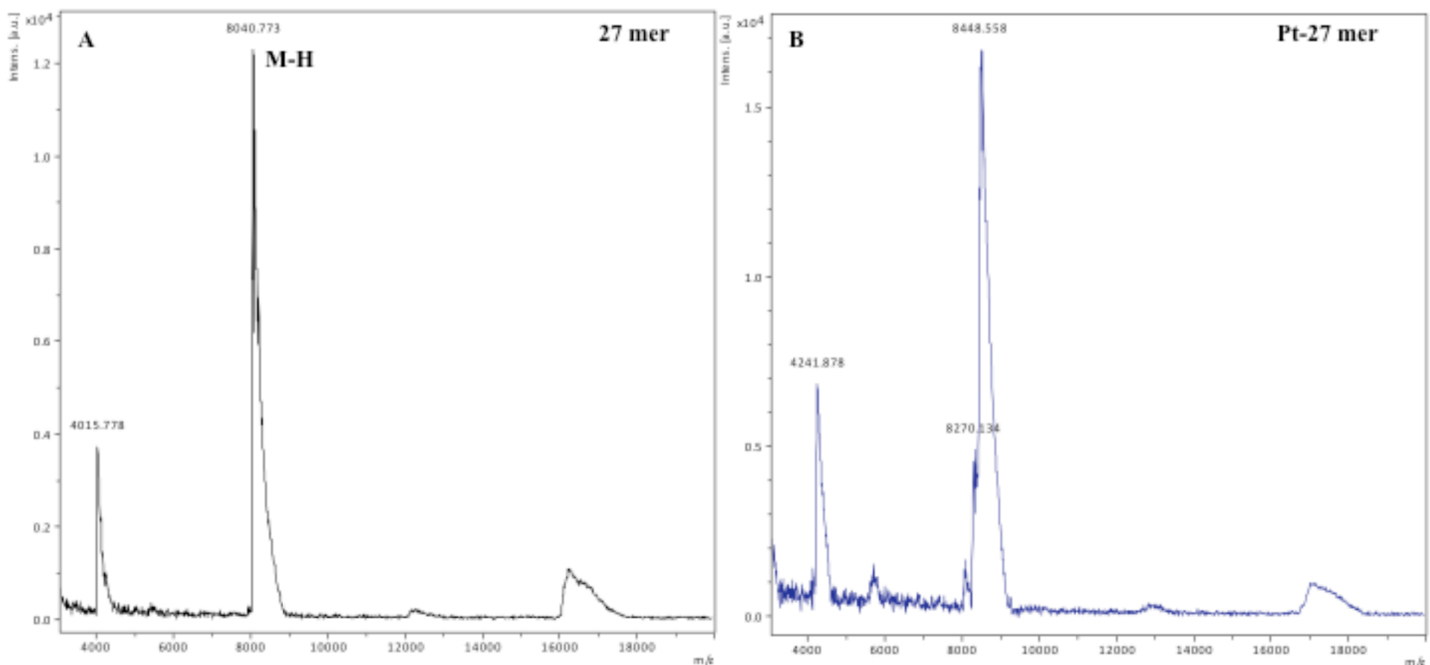 x10⁴
Intens. [a.u.]
A
8040.773
27 mer
M-H
1.2
1.0
0.8
0.6
4015.778
0.4
0.2
0.0
4000
6000
8000
10000
12000
14000
16000
18000
m/z
x10⁴
Intens. [a.u.]
B
8448.558
Pt-27 mer
1.5
1.0
4241.878
8270.134
0.5
0.0
4000
6000
8000
10000
12000
14000
16000
18000
m/z